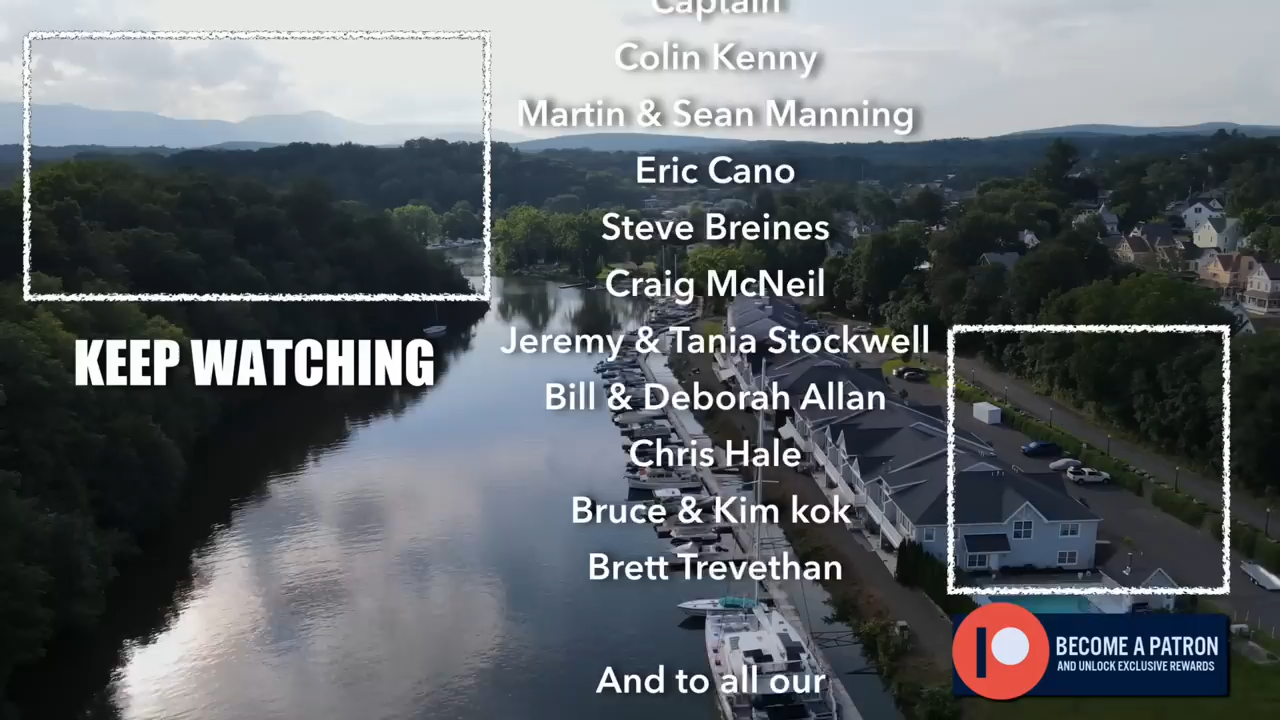 Captain
Colin Kenny
Martin & Sean Manning
Eric Cano
Steve Breines
Craig McNeil
KEEP WATCHING
Jeremy & Tania Stockwell
Bill & Deborah Allan
Chris Hale
Bruce & Kim kok
Brett Trevethan
And to all our
BECOME A PATRON
AND UNLOCK EXCLUSIVE REWARDS